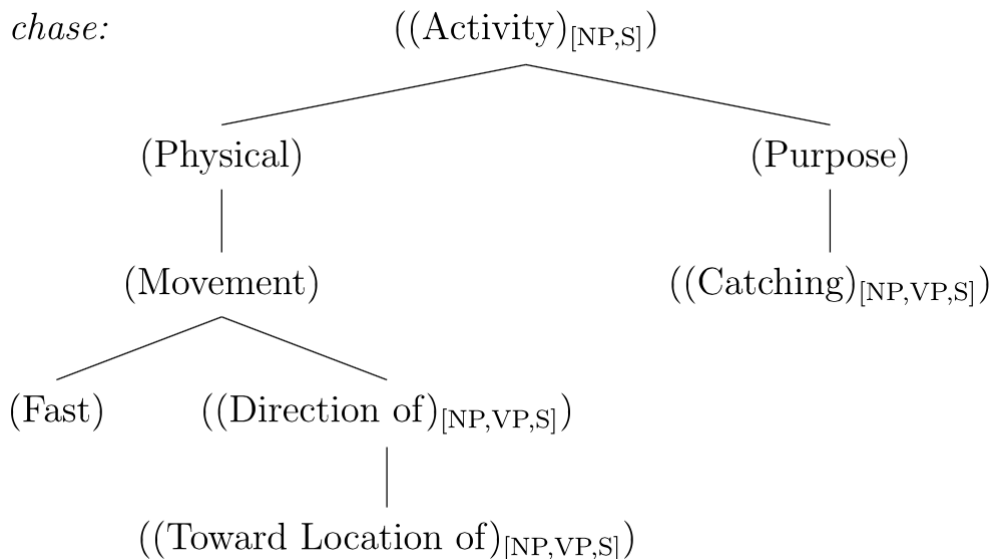 chase: ((Activity)[NP,S])
(Physical) (Purpose)
(Movement) ((Catching)[NP,VP,S])
(Fast) ((Direction of)[NP,VP,S])
((Toward Location of)[NP,VP,S])